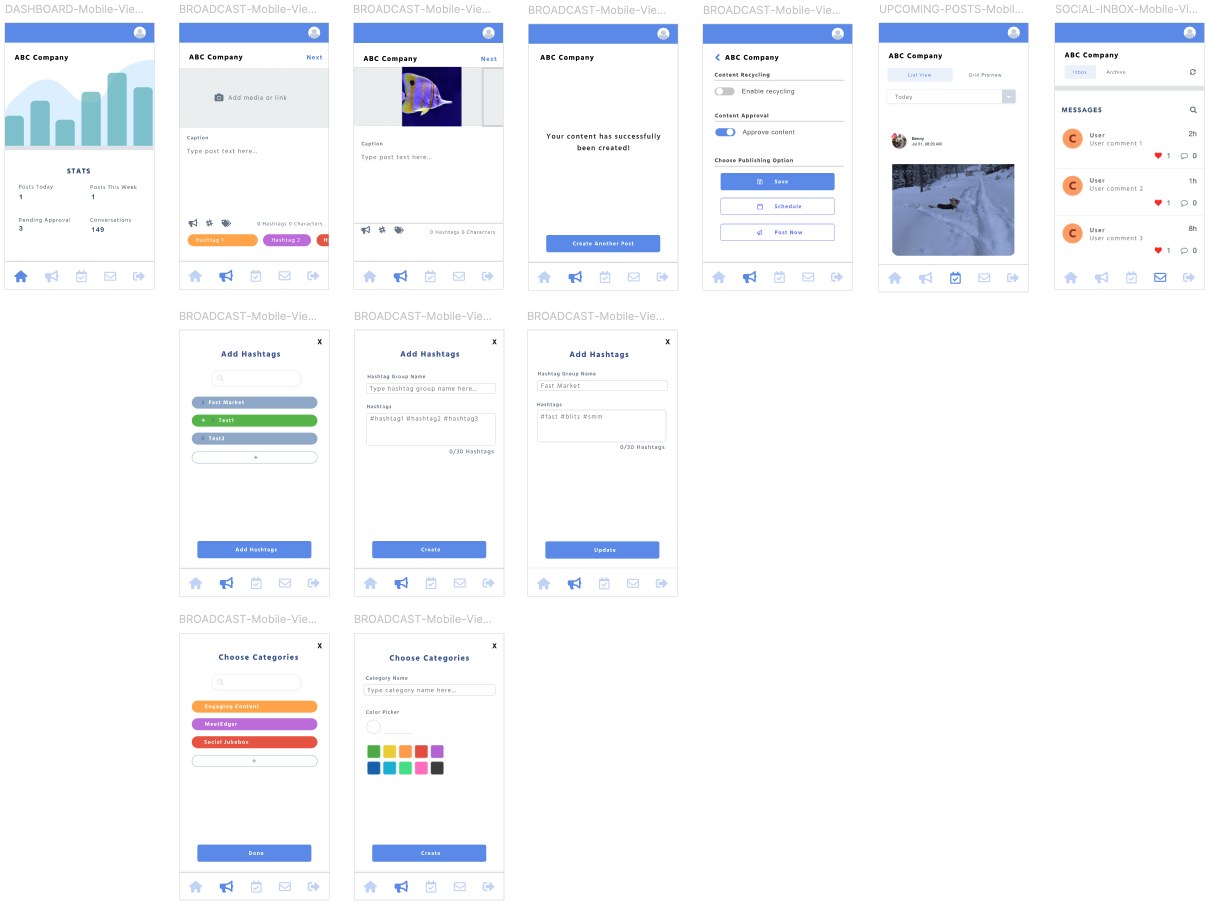 DASHBOARD-Mobile-Vie...
ABC Company
STATS
Posts Today
1
Posts This Week
1
Pending Approval
3
Conversations
149
BROADCAST-Mobile-Vie...
ABC Company
Next
Add media or link
Caption
Type post text here...
0 Hashtags 0 Characters
Hashtag 1
Hashtag 2
H
BROADCAST-Mobile-Vie...
ABC Company
Next
Caption
Type post text here...
0 Hashtags 0 Characters
BROADCAST-Mobile-Vie...
ABC Company
Your content has successfully
been created!
Create Another Post
BROADCAST-Mobile-Vie...
ABC Company
Content Recycling
Enable recycling
Content Approval
Approve content
Choose Publishing Option
Save
Schedule
Post Now
UPCOMING-POSTS-Mobil...
ABC Company
List View
Grid Preview
Today
Benny
Jul 31, 08:20 AM
SOCIAL-INBOX-Mobile-Vi...
ABC Company
Inbox
Archive
MESSAGES
C
User
2h
User comment 1
1
0
C
User
1h
User comment 2
1
0
C
User
8h
User comment 3
1
0
BROADCAST-Mobile-Vie...
X
Add Hashtags
Fast Market
+
Test1
Test2
+
Add Hashtags
BROADCAST-Mobile-Vie...
X
Add Hashtags
Hashtag Group Name
Type hashtag group name here...
Hashtags
#hashtag1 #hashtag2 #hashtag3
0/30 Hashtags
Create
BROADCAST-Mobile-Vie...
X
Add Hashtags
Hashtag Group Name
Fast Market
Hashtags
#fast #blitz #smm
0/30 Hashtags
Update
BROADCAST-Mobile-Vie...
X
Choose Categories
Engaging Content
MeetEdgar
Social Jukebox
+
Done
BROADCAST-Mobile-Vie...
X
Choose Categories
Category Name
Type category name here...
Color Picker
Create